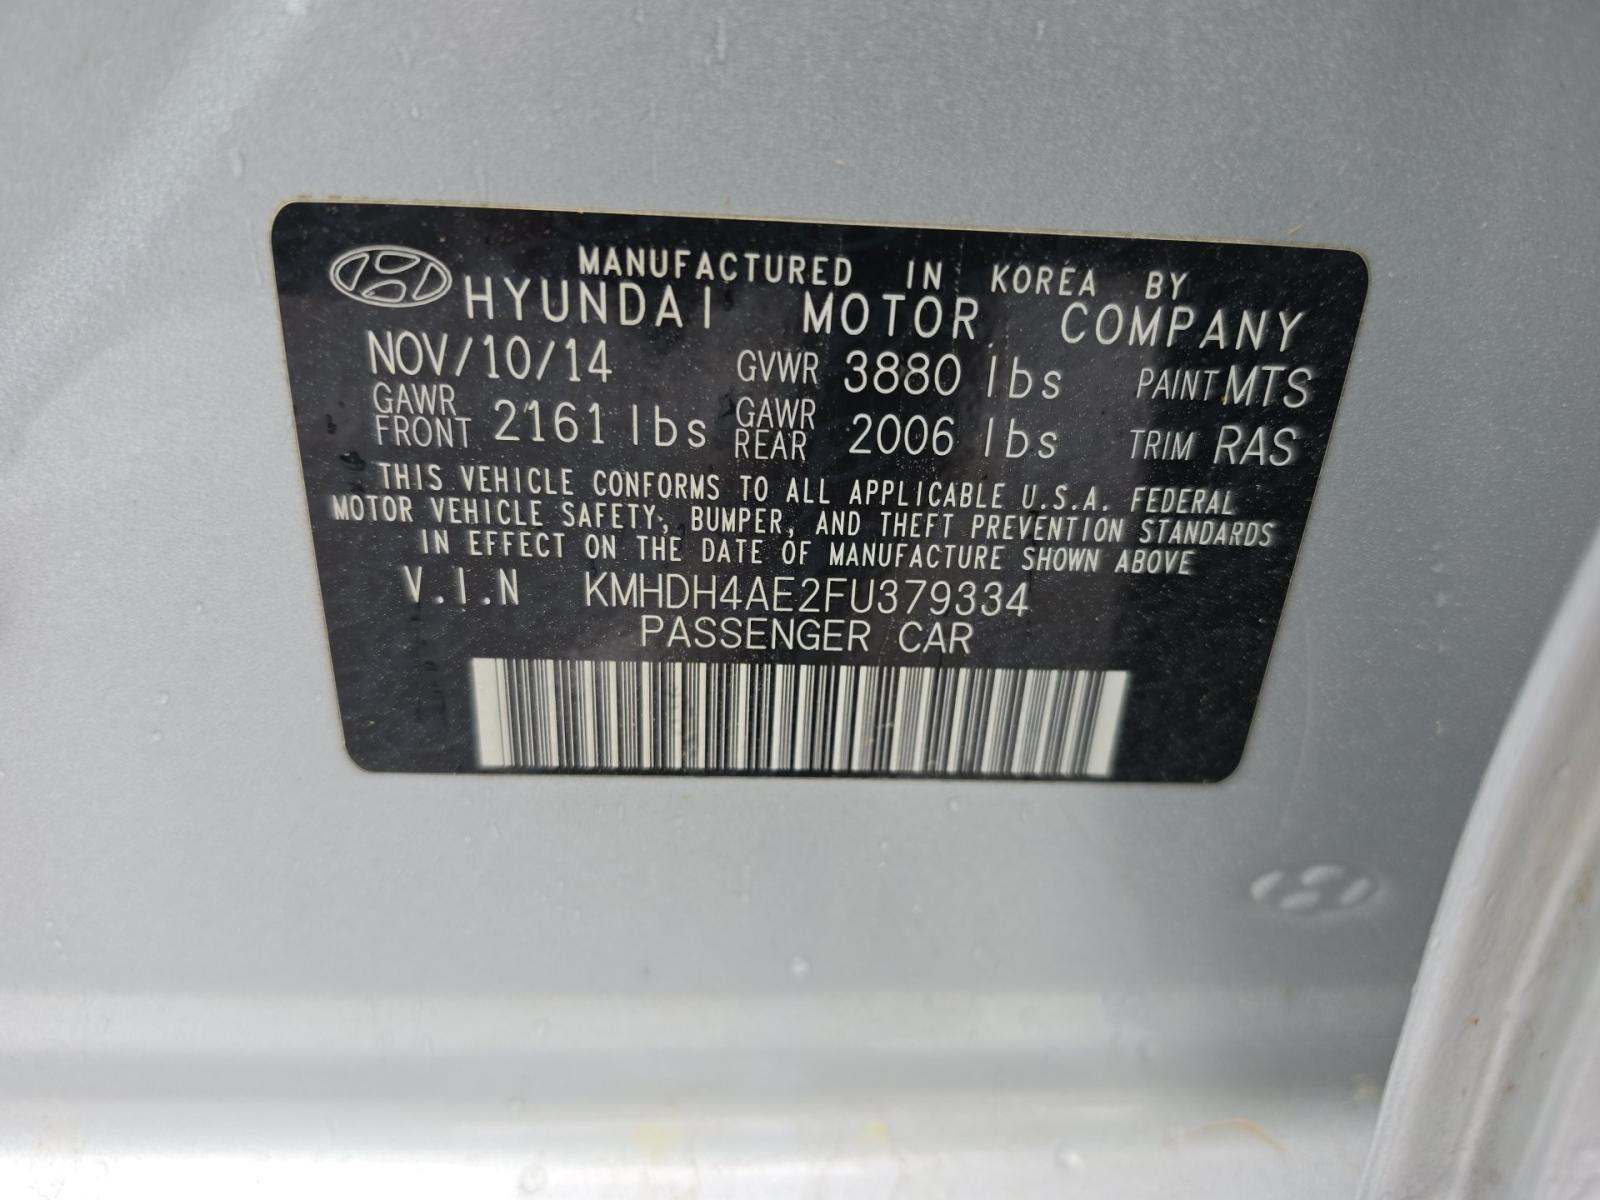 MANUFACTURED IN KOREA BY
HYUNDAI MOTOR COMPANY
NOV/10/14 GVWR 3880 lbs PAINT MTS
GAWR FRONT 2161 lbs GAWR REAR 2006 lbs TRIM RAS
THIS VEHICLE CONFORMS TO ALL APPLICABLE U.S.A. FEDERAL
MOTOR VEHICLE SAFETY, BUMPER, AND THEFT PREVENTION STANDARDS
IN EFFECT ON THE DATE OF MANUFACTURE SHOWN ABOVE
V.I.N KMHDH4AE2FU379334
PASSENGER CAR